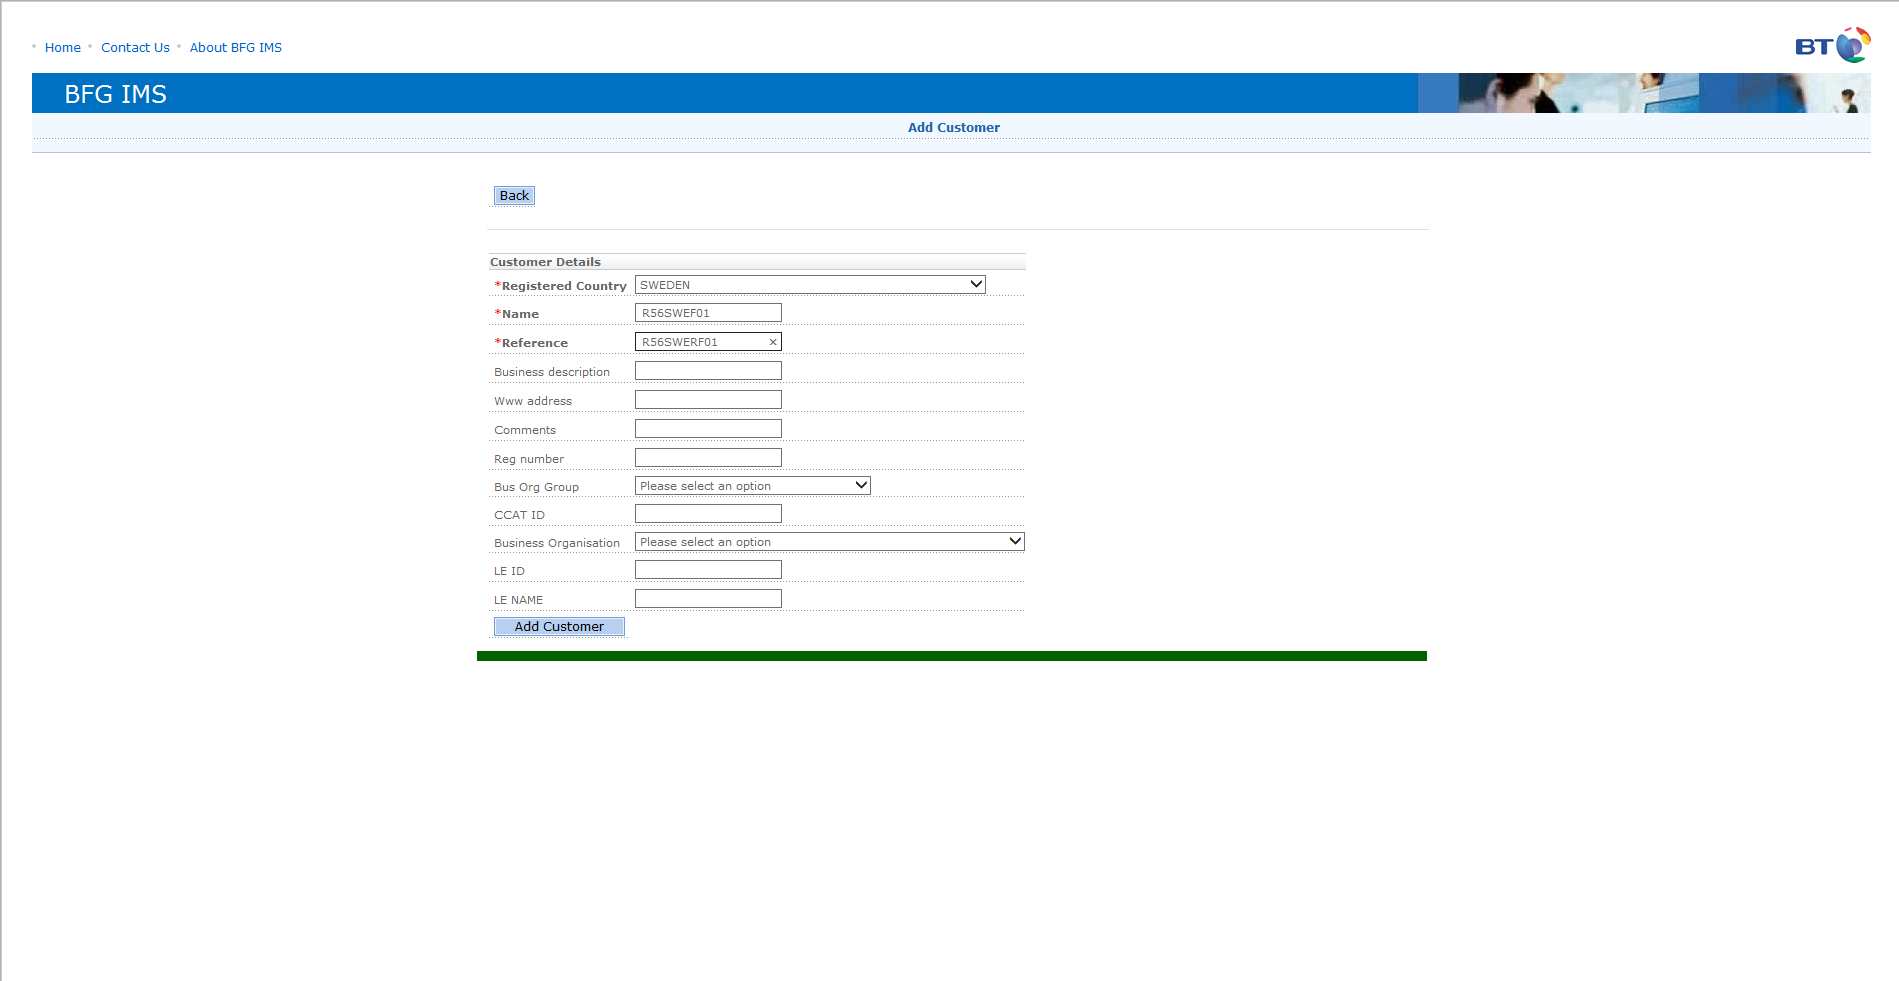 Home Contact Us About BFG IMS
BT
BFG IMS
Add Customer
Back
Customer Details
*Registered Country SWEDEN
*Name R56SWEF01
*Reference R56SWERF01 ×
Business description
Www address
Comments
Reg number
Bus Org Group Please select an option
CCAT ID
Business Organisation Please select an option
LE ID
LE NAME
Add Customer